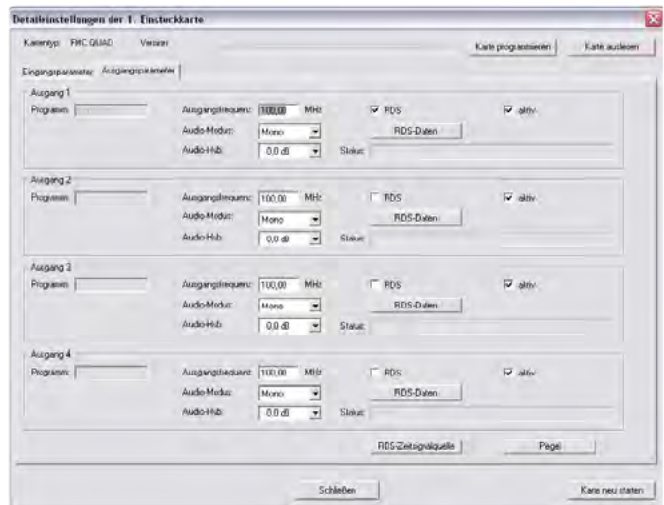 Detaileinstellungen der 1. Einsteckkarte
Kartentyp: FMC QUAD Version: Karte programmieren Karte auslesen
Eingangsparameter Ausgangsparameter
Ausgang 1
Programm: Ausgangsfrequenz: 100,00 MHz RDS aktiv
Audio-Modus: Mono RDS-Daten
Audio-Hub: 0,0 dB Status:
Ausgang 2
Programm: Ausgangsfrequenz: 100,00 MHz RDS aktiv
Audio-Modus: Mono RDS-Daten
Audio-Hub: 0,0 dB Status:
Ausgang 3
Programm: Ausgangsfrequenz: 100,00 MHz RDS aktiv
Audio-Modus: Mono RDS-Daten
Audio-Hub: 0,0 dB Status:
Ausgang 4
Programm: Ausgangsfrequenz: 100,00 MHz RDS aktiv
Audio-Modus: Mono RDS-Daten
Audio-Hub: 0,0 dB Status:
RDS-Zeitsignalquelle Pegel
Schließen Karte neu starten